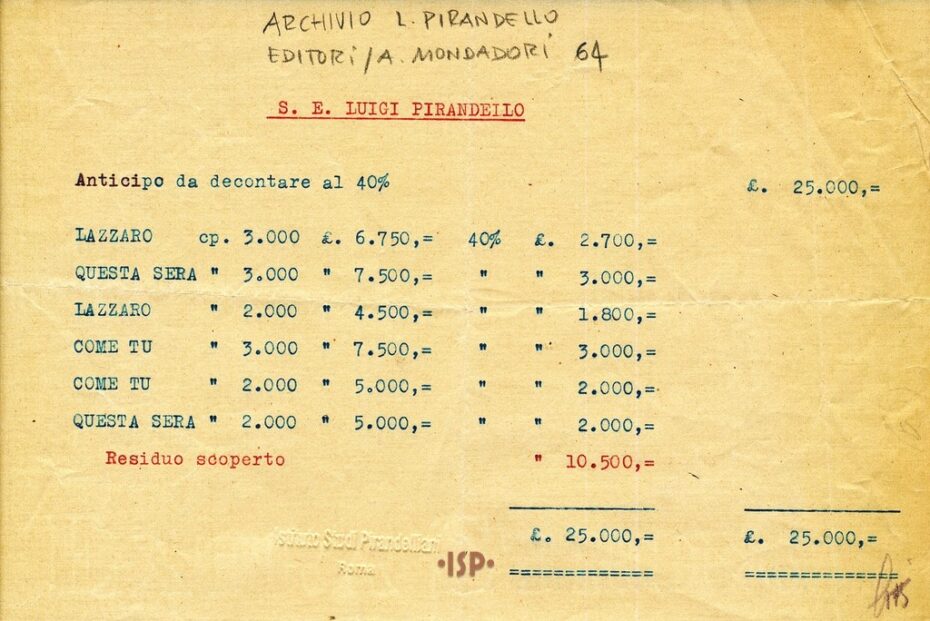 ARCHIVIO L. PIRANDELLO
EDITORI / A. MONDADORI 64
S. E. LUIGI PIRANDELLO
Anticipo da decontare al 40% £. 25.000,=
LAZZARO cp. 3.000 £. 6.750,= 40% £. 2.700,=
QUESTA SERA " 3.000 " 7.500,= " " 3.000,=
LAZZARO " 2.000 " 4.500,= " " 1.800,=
COME TU " 3.000 " 7.500,= " " 3.000,=
COME TU " 2.000 " 5.000,= " " 2.000,=
QUESTA SERA " 2.000 " 5.000,= " " 2.000,=
Residuo scoperto " 10.500,=
£. 25.000,= £. 25.000,=
Istituto Studi Pirandelliani
Roma
•ISP•